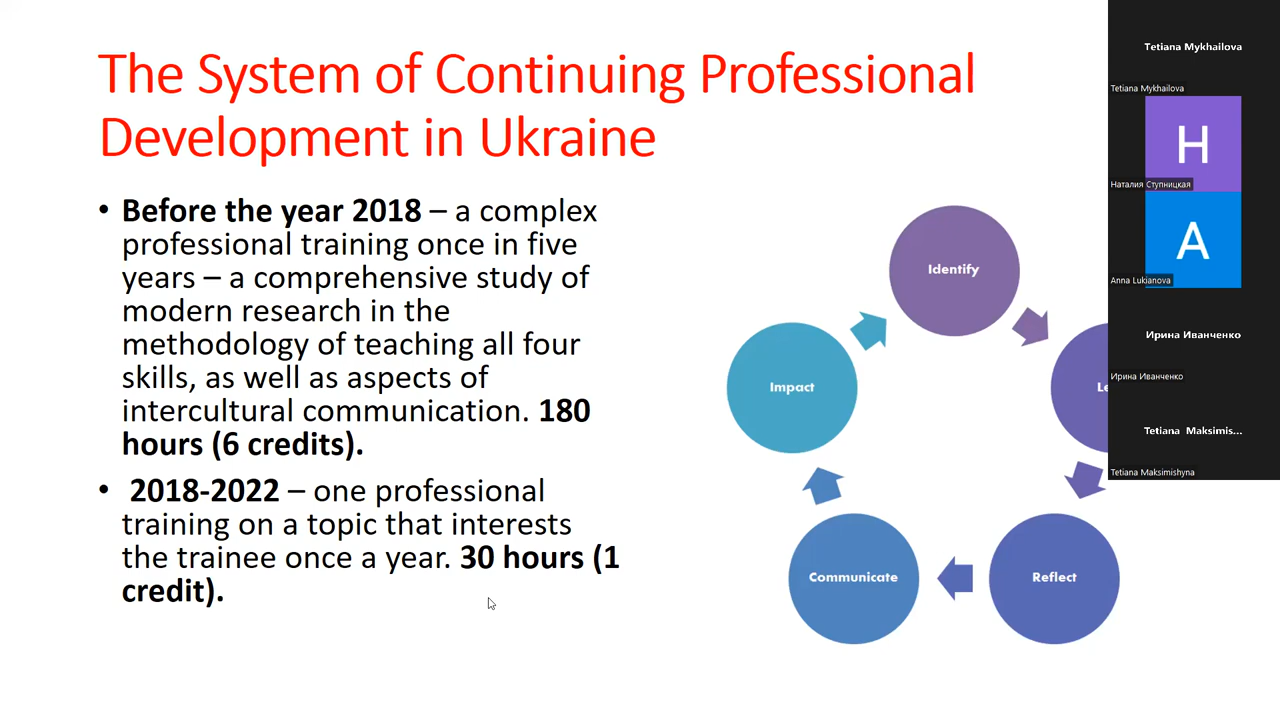 The System of Continuing Professional
Development in Ukraine
• Before the year 2018 – a complex
professional training once in five
years – a comprehensive study of
modern research in the
methodology of teaching all four
skills, as well as aspects of
intercultural communication. 180
hours (6 credits).
• 2018-2022 – one professional
training on a topic that interests
the trainee once a year. 30 hours (1
credit).
Identify
Impact
Communicate
Reflect
Tetiana Mykhailova
Tetiana Mykhailova
Н
Наталия Ступницкая
A
Anna Lukianova
Ирина Иванченко
Ирина Иванченко
Tetiana Maksimis...
Tetiana Maksimishyna